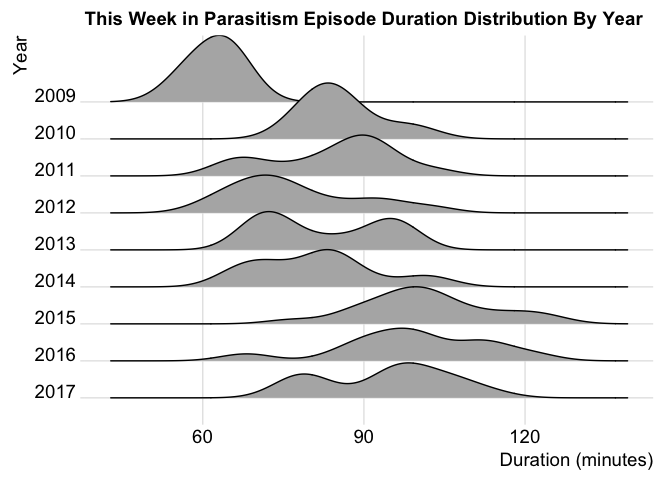 This Week in Parasitism Episode Duration Distribution By Year
Year
2009
2010
2011
2012
2013
2014
2015
2016
2017
60 90 120
Duration (minutes)